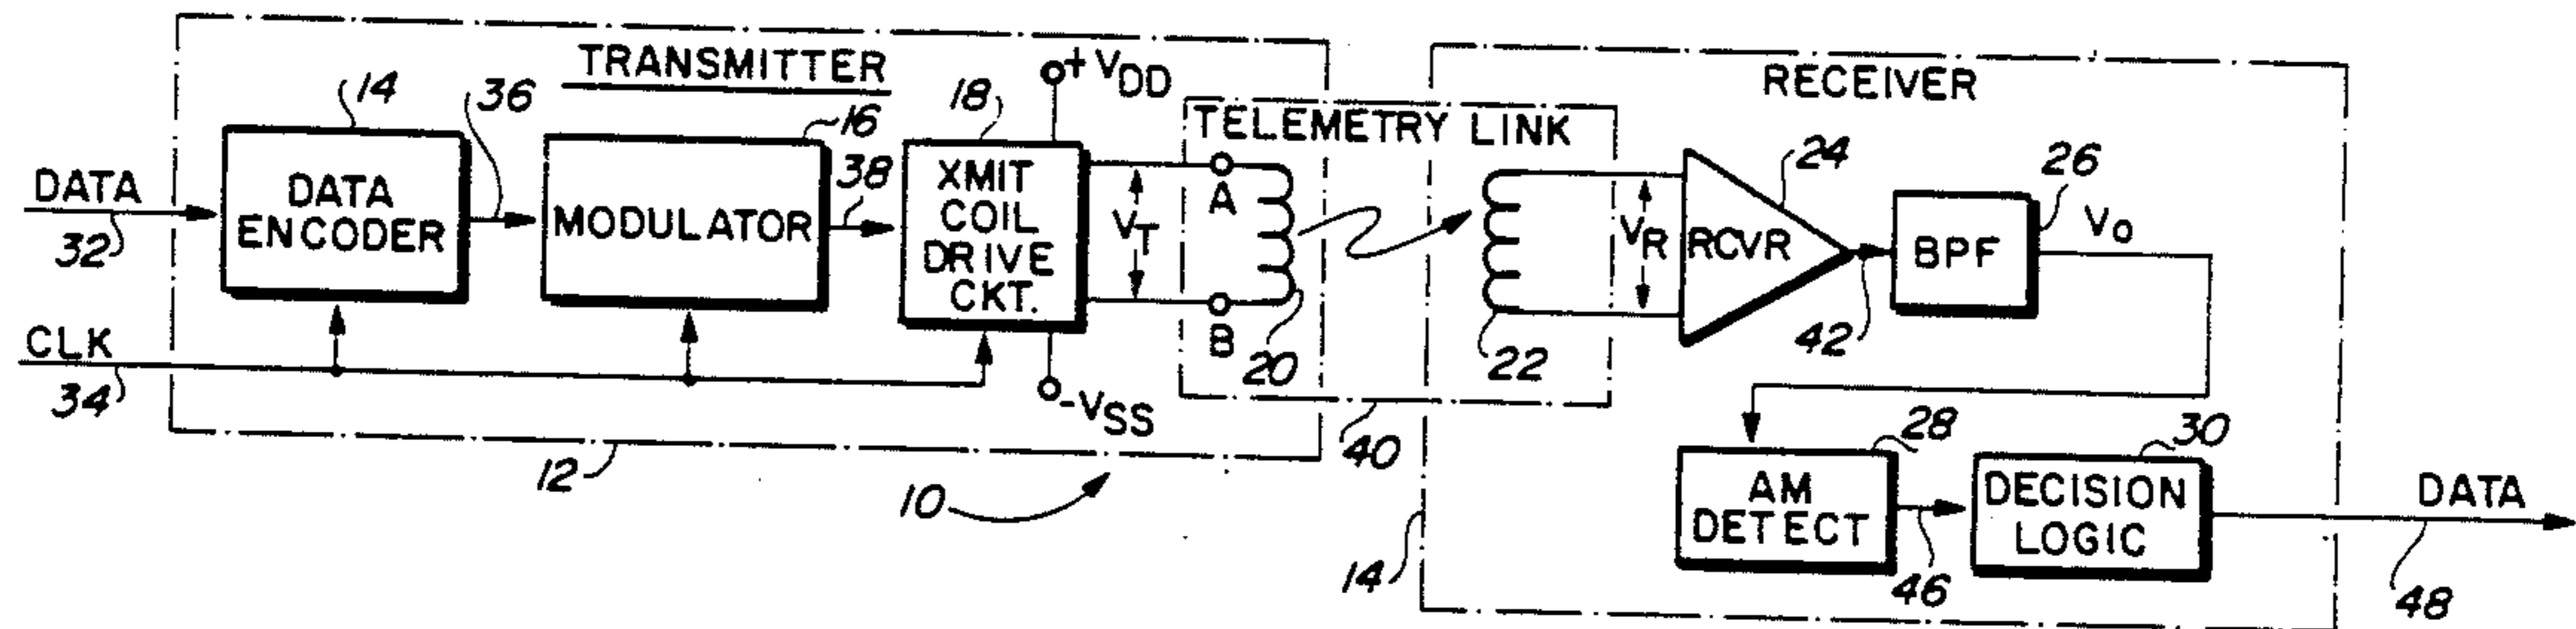 TRANSMITTER
RECEIVER
TELEMETRY LINK
14
36
16
38
18
+VDD
DATA
32
DATA
ENCODER
MODULATOR
XMIT
COIL
DRIVE
CKT.
VT
A
B
20
22
VR
RCVR
24
42
BPF
26
Vo
CLK
34
-VSS
12
10
40
14
AM
DETECT
28
46
DECISION
LOGIC
30
DATA
48